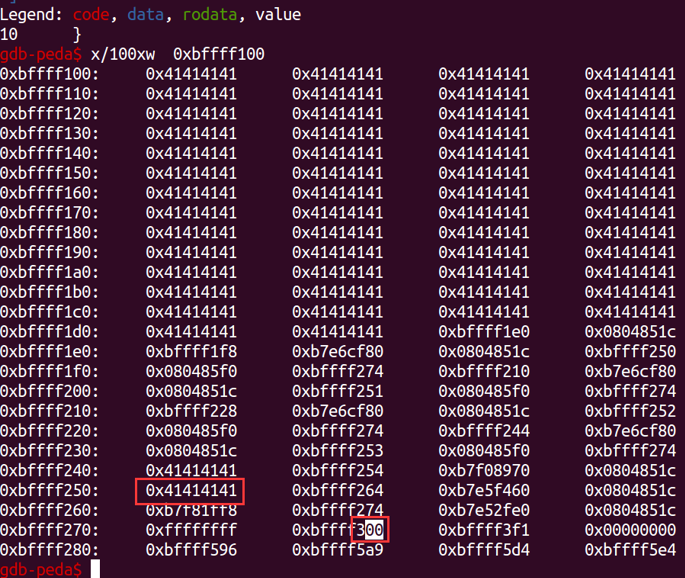 Legend: code, data, rodata, value
10      }
gdb-peda$ x/100xw  0xbffff100
0xbffff100:     0x41414141      0x41414141      0x41414141      0x41414141
0xbffff110:     0x41414141      0x41414141      0x41414141      0x41414141
0xbffff120:     0x41414141      0x41414141      0x41414141      0x41414141
0xbffff130:     0x41414141      0x41414141      0x41414141      0x41414141
0xbffff140:     0x41414141      0x41414141      0x41414141      0x41414141
0xbffff150:     0x41414141      0x41414141      0x41414141      0x41414141
0xbffff160:     0x41414141      0x41414141      0x41414141      0x41414141
0xbffff170:     0x41414141      0x41414141      0x41414141      0x41414141
0xbffff180:     0x41414141      0x41414141      0x41414141      0x41414141
0xbffff190:     0x41414141      0x41414141      0x41414141      0x41414141
0xbffff1a0:     0x41414141      0x41414141      0x41414141      0x41414141
0xbffff1b0:     0x41414141      0x41414141      0x41414141      0x41414141
0xbffff1c0:     0x41414141      0x41414141      0x41414141      0x41414141
0xbffff1d0:     0x41414141      0x41414141      0xbffff1e0      0x0804851c
0xbffff1e0:     0xbffff1f8      0xb7e6cf80      0x0804851c      0xbffff250
0xbffff1f0:     0x080485f0      0xbffff274      0xbffff210      0xb7e6cf80
0xbffff200:     0x0804851c      0xbffff251      0x080485f0      0xbffff274
0xbffff210:     0xbffff228      0xb7e6cf80      0x0804851c      0xbffff252
0xbffff220:     0x080485f0      0xbffff274      0xbffff244      0xb7e6cf80
0xbffff230:     0x0804851c      0xbffff253      0x080485f0      0xbffff274
0xbffff240:     0x41414141      0xbffff254      0xb7f08970      0x0804851c
0xbffff250:     0x41414141      0xbffff264      0xb7e5f460      0x0804851c
0xbffff260:     0xb7f81ff8      0xbffff274      0xb7e52fe0      0x0804851c
0xbffff270:     0xffffffff      0xbffff300      0xbffff3f1      0x00000000
0xbffff280:     0xbffff596      0xbffff5a9      0xbffff5d4      0xbffff5e4
gdb-peda$